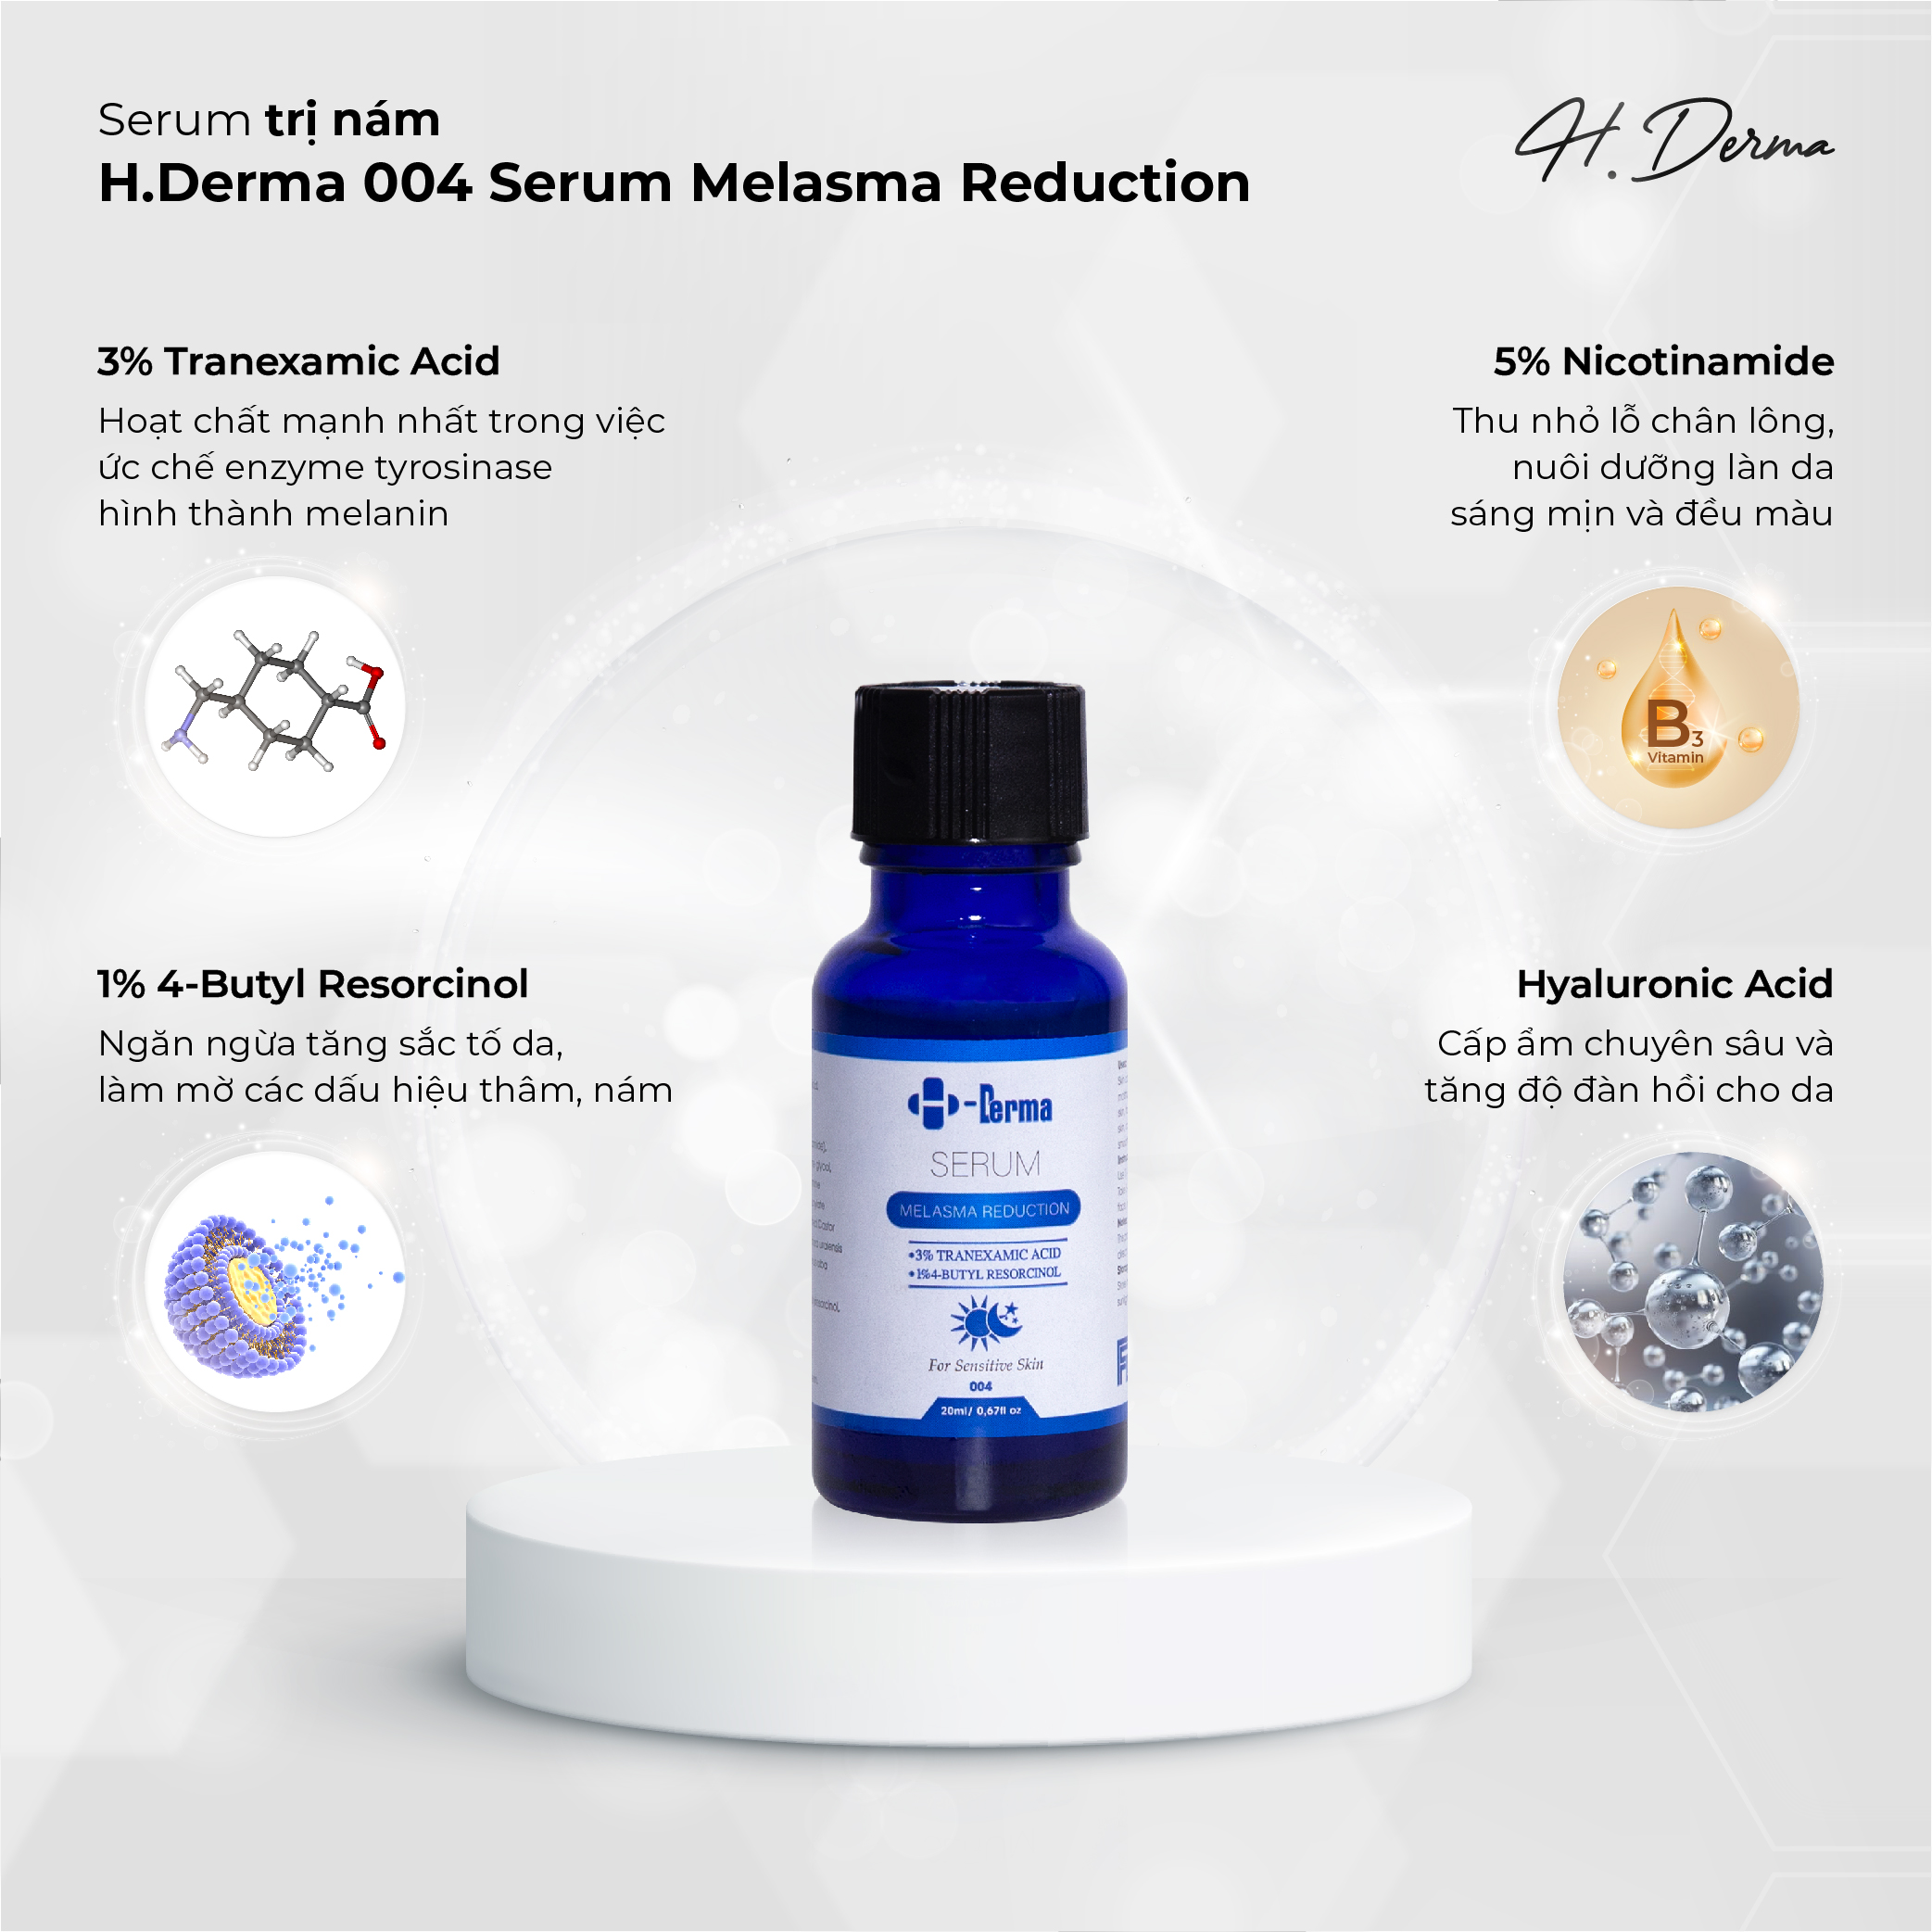 Serum trị nám
H.Derma 004 Serum Melasma Reduction
H.Derma
3% Tranexamic Acid
Hoạt chất mạnh nhất trong việc
ức chế enzyme tyrosinase
hình thành melanin
5% Nicotinamide
Thu nhỏ lỗ chân lông,
nuôi dưỡng làn da
sáng mịn và đều màu
B3
Vitamin
1% 4-Butyl Resorcinol
Ngăn ngừa tăng sắc tố da,
làm mờ các dấu hiệu thâm, nám
Hyaluronic Acid
Cấp ẩm chuyên sâu và
tăng độ đàn hồi cho da
H-Derma
SERUM
MELASMA REDUCTION
•3% TRANEXAMIC ACID
•1%4-BUTYL RESORCINOL
For Sensitive Skin
004
20ml/ 0,67fl oz